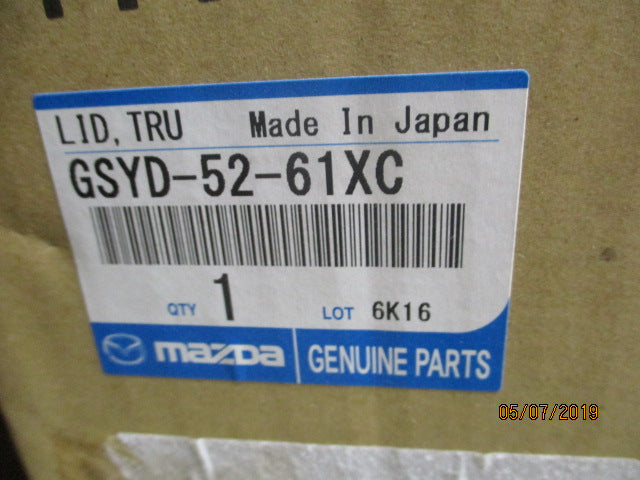 LID, TRU Made In Japan
GSYD-52-61XC
QTY 1 LOT 6K16
mazda GENUINE PARTS
05/07/2019